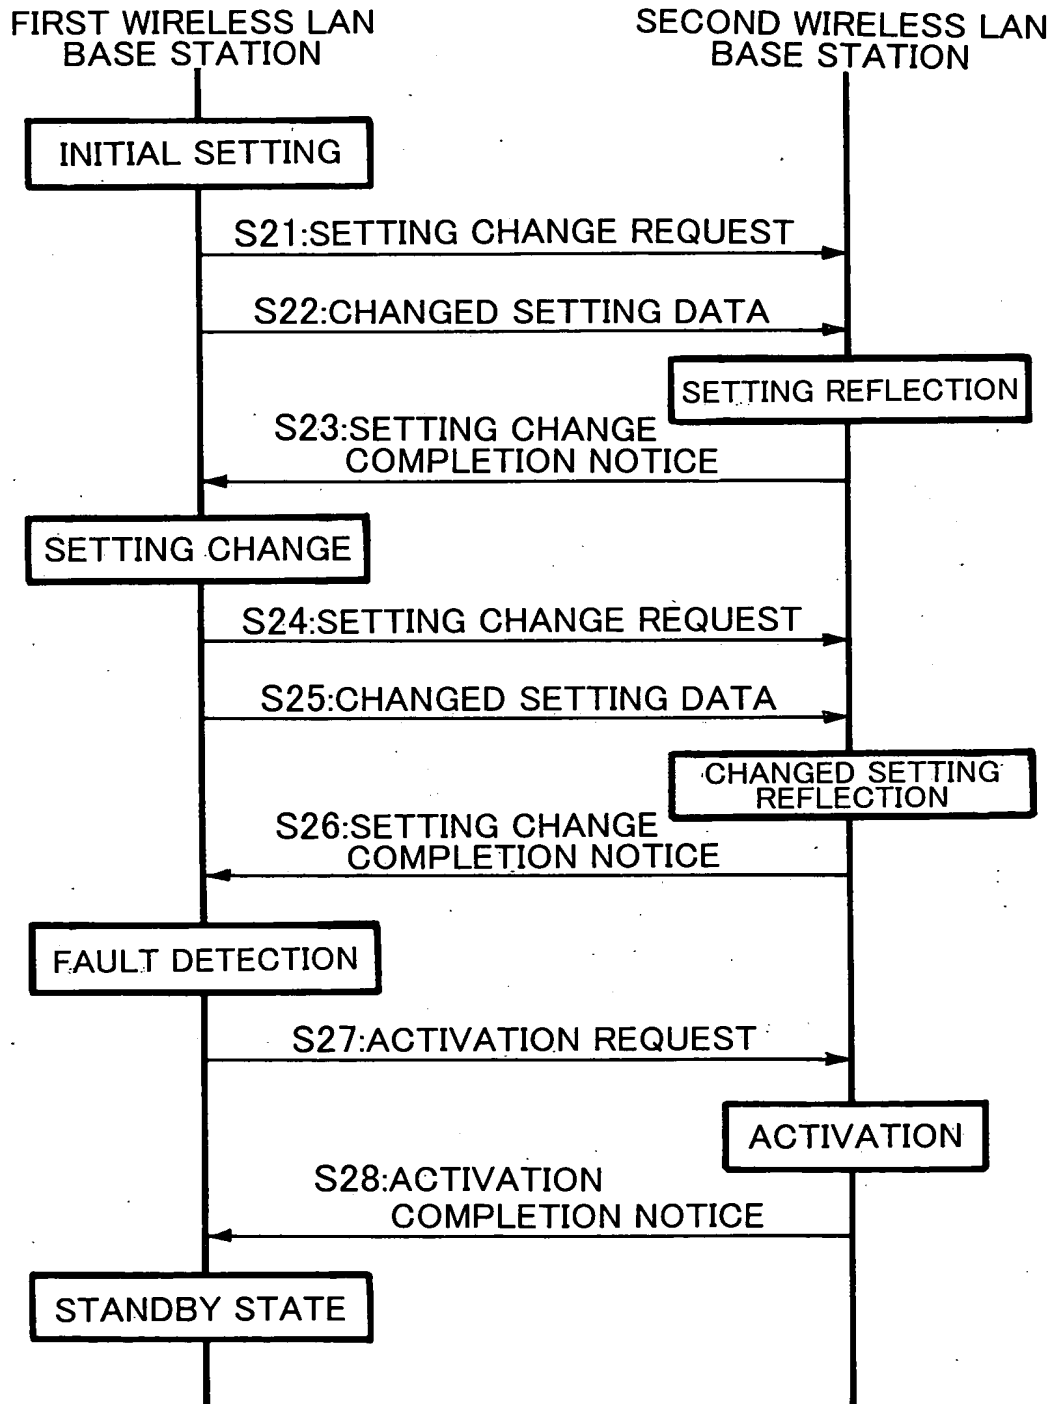 FIRST WIRELESS LAN
BASE STATION
SECOND WIRELESS LAN
BASE STATION
INITIAL SETTING
S21:SETTING CHANGE REQUEST
S22:CHANGED SETTING DATA
SETTING REFLECTION
S23:SETTING CHANGE
COMPLETION NOTICE
SETTING CHANGE
S24:SETTING CHANGE REQUEST
S25:CHANGED SETTING DATA
CHANGED SETTING
REFLECTION
S26:SETTING CHANGE
COMPLETION NOTICE
FAULT DETECTION
S27:ACTIVATION REQUEST
ACTIVATION
S28:ACTIVATION
COMPLETION NOTICE
STANDBY STATE